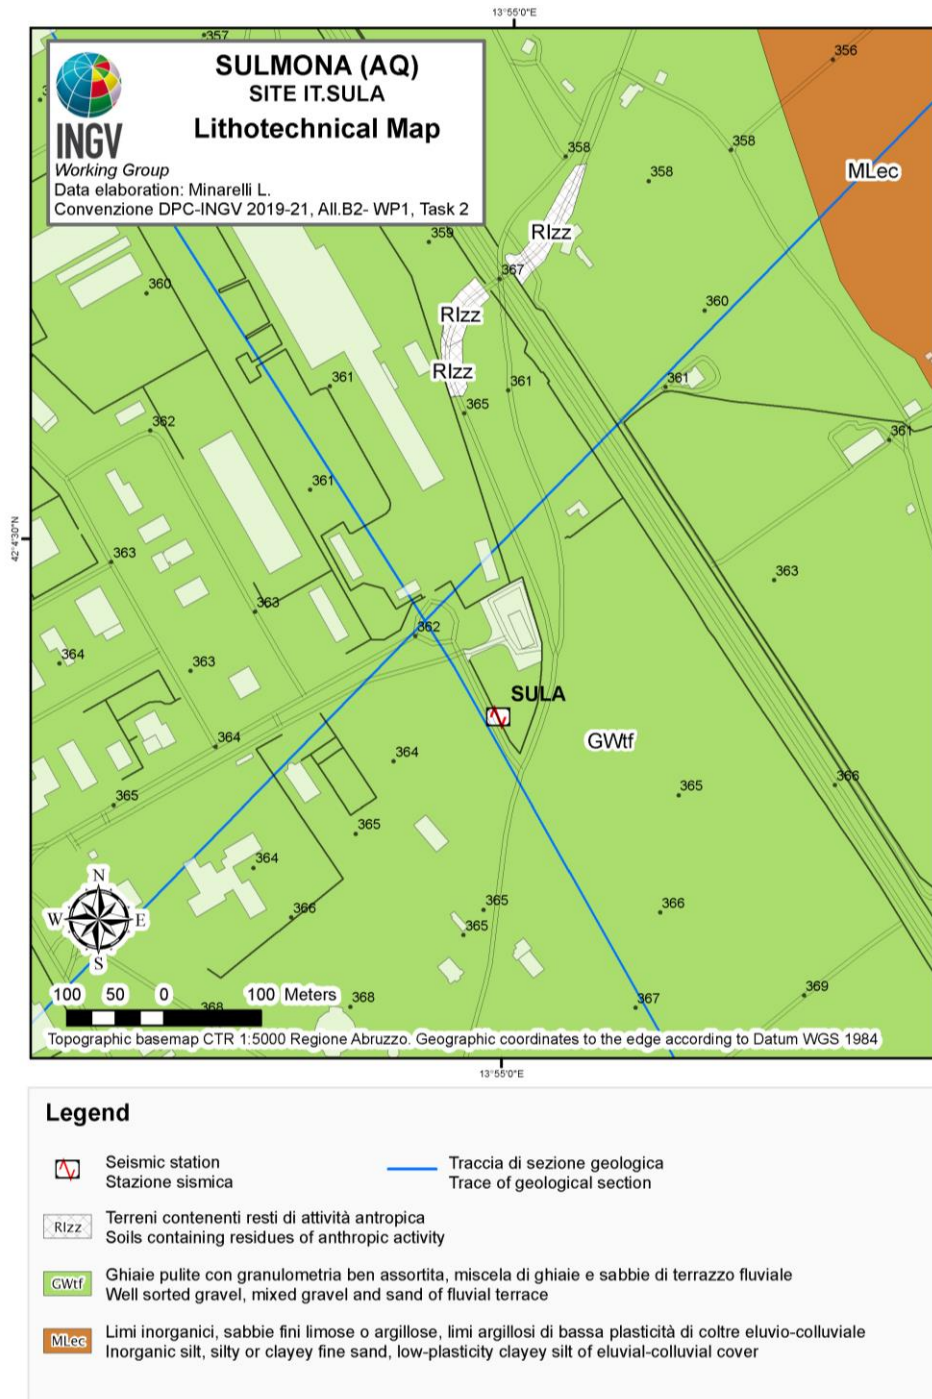 13°55'0"E
357
SULMONA (AQ)
SITE IT.SULA
Lithotechnical Map
INGV
Working Group
Data elaboration: Minarelli L.
Convenzione DPC-INGV 2019-21, All.B2- WP1, Task 2
356
358
358
358
MLec
RIzz
359
367
360
360
RIzz
RIzz
361
361
361
365
362
361
361
42°4'30"N
363
363
363
362
364
363
SULA
GWtf
364
364
365
366
365
365
364
366
365
365
366
N
W
E
S
369
367
368
368
100 50 0 100 Meters
Topographic basemap CTR 1:5000 Regione Abruzzo. Geographic coordinates to the edge according to Datum WGS 1984
13°55'0"E
Legend
Seismic station
Stazione sismica
Traccia di sezione geologica
Trace of geological section
RIzz
Terreni contenenti resti di attività antropica
Soils containing residues of anthropic activity
GWtf
Ghiaie pulite con granulometria ben assortita, miscela di ghiaie e sabbie di terrazzo fluviale
Well sorted gravel, mixed gravel and sand of fluvial terrace
MLec
Limi inorganici, sabbie fini limose o argillose, limi argillosi di bassa plasticità di coltre eluvio-colluviale
Inorganic silt, silty or clayey fine sand, low-plasticity clayey silt of eluvial-colluvial cover